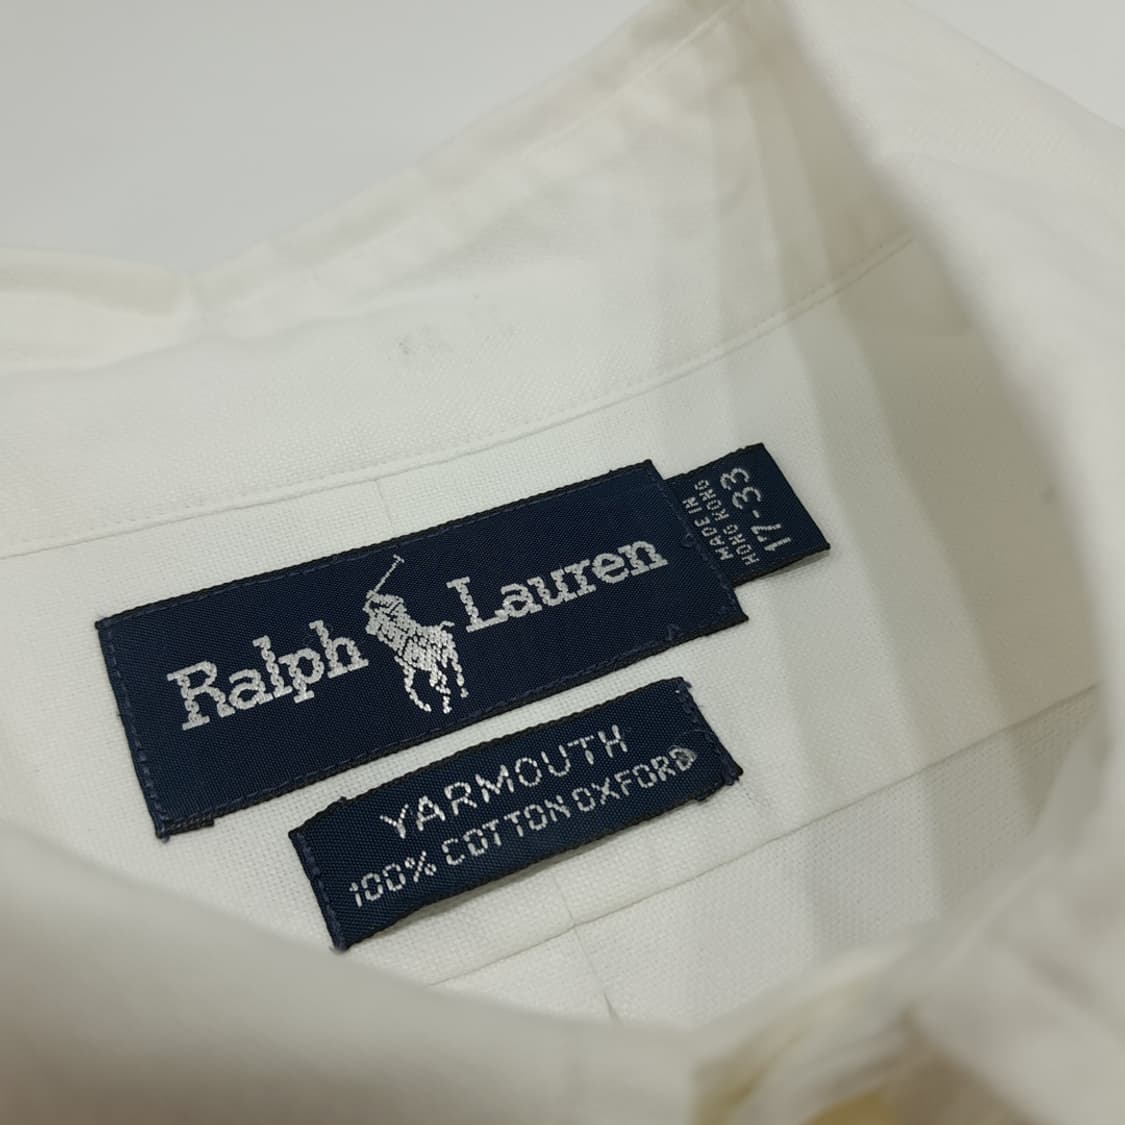 Ralph Lauren
MADE IN
HONG KONG
17-33
YARMOUTH
100% COTTON OXFORD